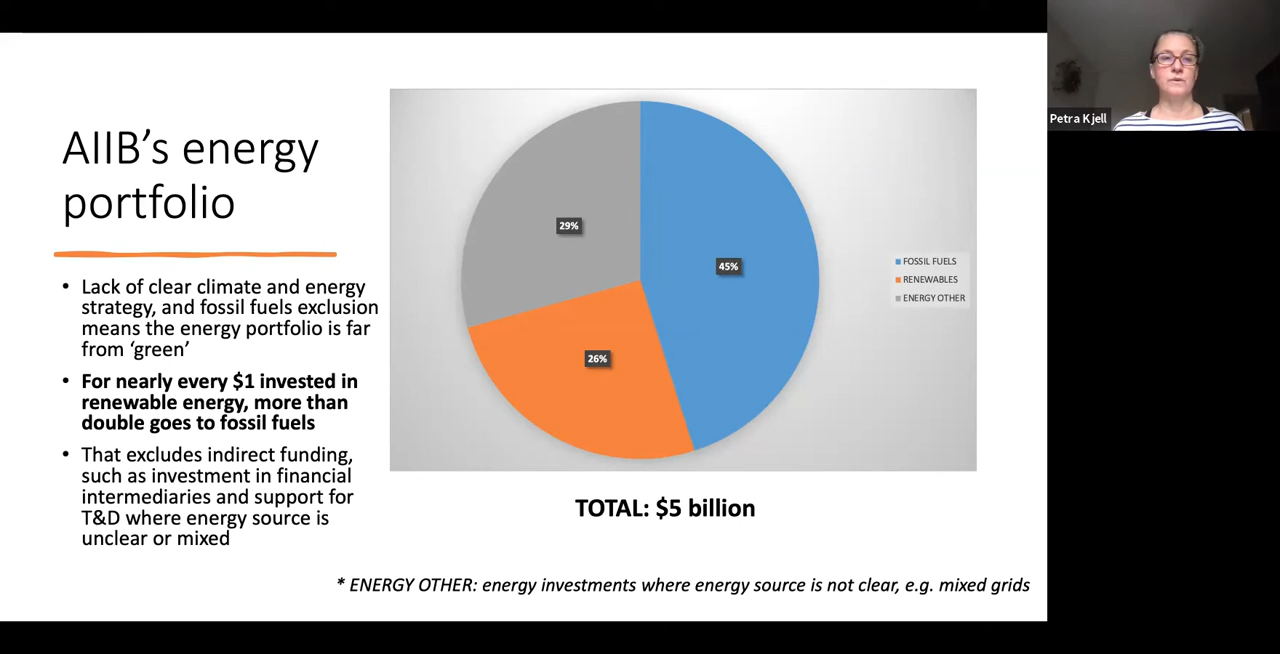 AIIB’s energy
portfolio
• Lack of clear climate and energy
strategy, and fossil fuels exclusion
means the energy portfolio is far
from ‘green’
• For nearly every $1 invested in
renewable energy, more than
double goes to fossil fuels
• That excludes indirect funding,
such as investment in financial
intermediaries and support for
T&D where energy source is
unclear or mixed
29%
45%
26%
FOSSIL FUELS
RENEWABLES
ENERGY OTHER
TOTAL: $5 billion
* ENERGY OTHER: energy investments where energy source is not clear, e.g. mixed grids
Petra Kjell